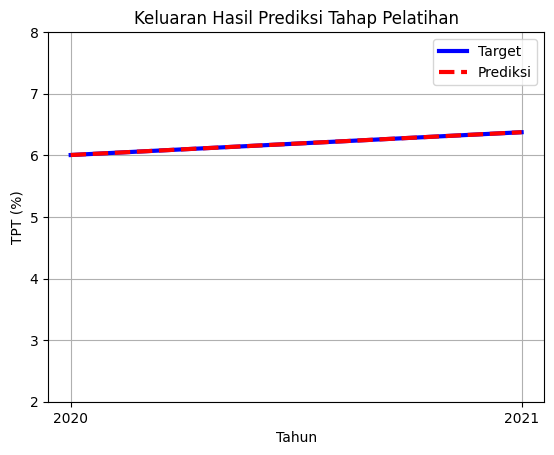 Keluaran Hasil Prediksi Tahap Pelatihan
8
7
6
5
4
3
2
TPT (%)
Target
Prediksi
2020
2021
Tahun